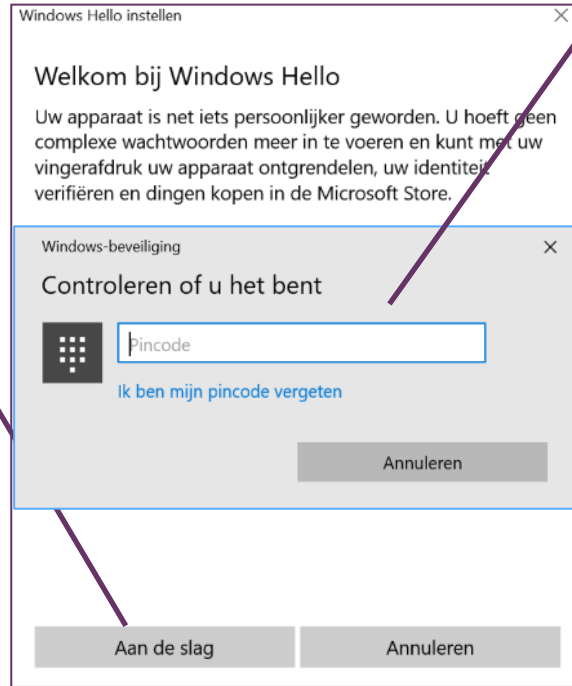 Windows Hello instellen
Welkom bij Windows Hello
Uw apparaat is net iets persoonlijker geworden. U hoeft geen
complexe wachtwoorden meer in te voeren en kunt met uw
vingerafdruk uw apparaat ontgrendelen, uw identiteit
verifiëren en dingen kopen in de Microsoft Store.
Windows-beveiliging
Controleren of u het bent
Pincode
Ik ben mijn pincode vergeten
Annuleren
Aan de slag
Annuleren